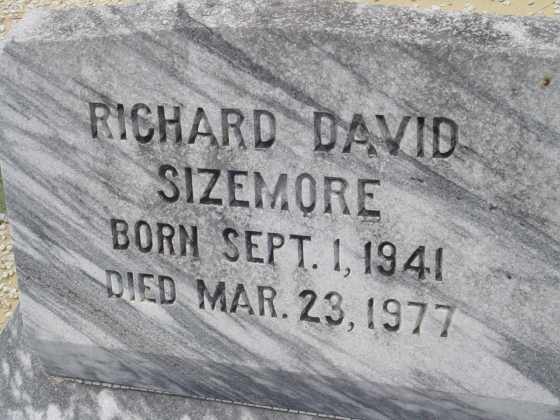 RICHARD DAVID
SIZEMORE
BORN SEPT. 1, 1941
DIED MAR. 23, 1977